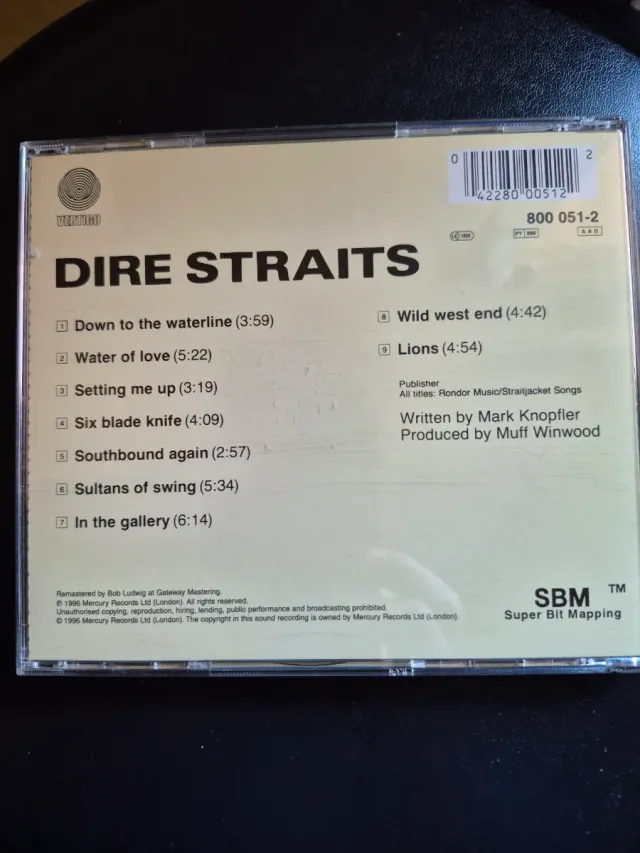 VERTIGO
0 42280 00512 2
800 051-2
LC 1633
PY 899
AAD
DIRE STRAITS
1 Down to the waterline (3:59)
2 Water of love (5:22)
3 Setting me up (3:19)
4 Six blade knife (4:09)
5 Southbound again (2:57)
6 Sultans of swing (5:34)
7 In the gallery (6:14)
8 Wild west end (4:42)
9 Lions (4:54)
Publisher
All titles: Rondor Music/Straitjacket Songs
Written by Mark Knopfler
Produced by Muff Winwood
Remastered by Bob Ludwig at Gateway Mastering.
℗ 1996 Mercury Records Ltd (London). All rights reserved.
Unauthorised copying, reproduction, hiring, lending, public performance and broadcasting prohibited.
© 1996 Mercury Records Ltd (London). The copyright in this sound recording is owned by Mercury Records Ltd (London).
SBM ™
Super Bit Mapping